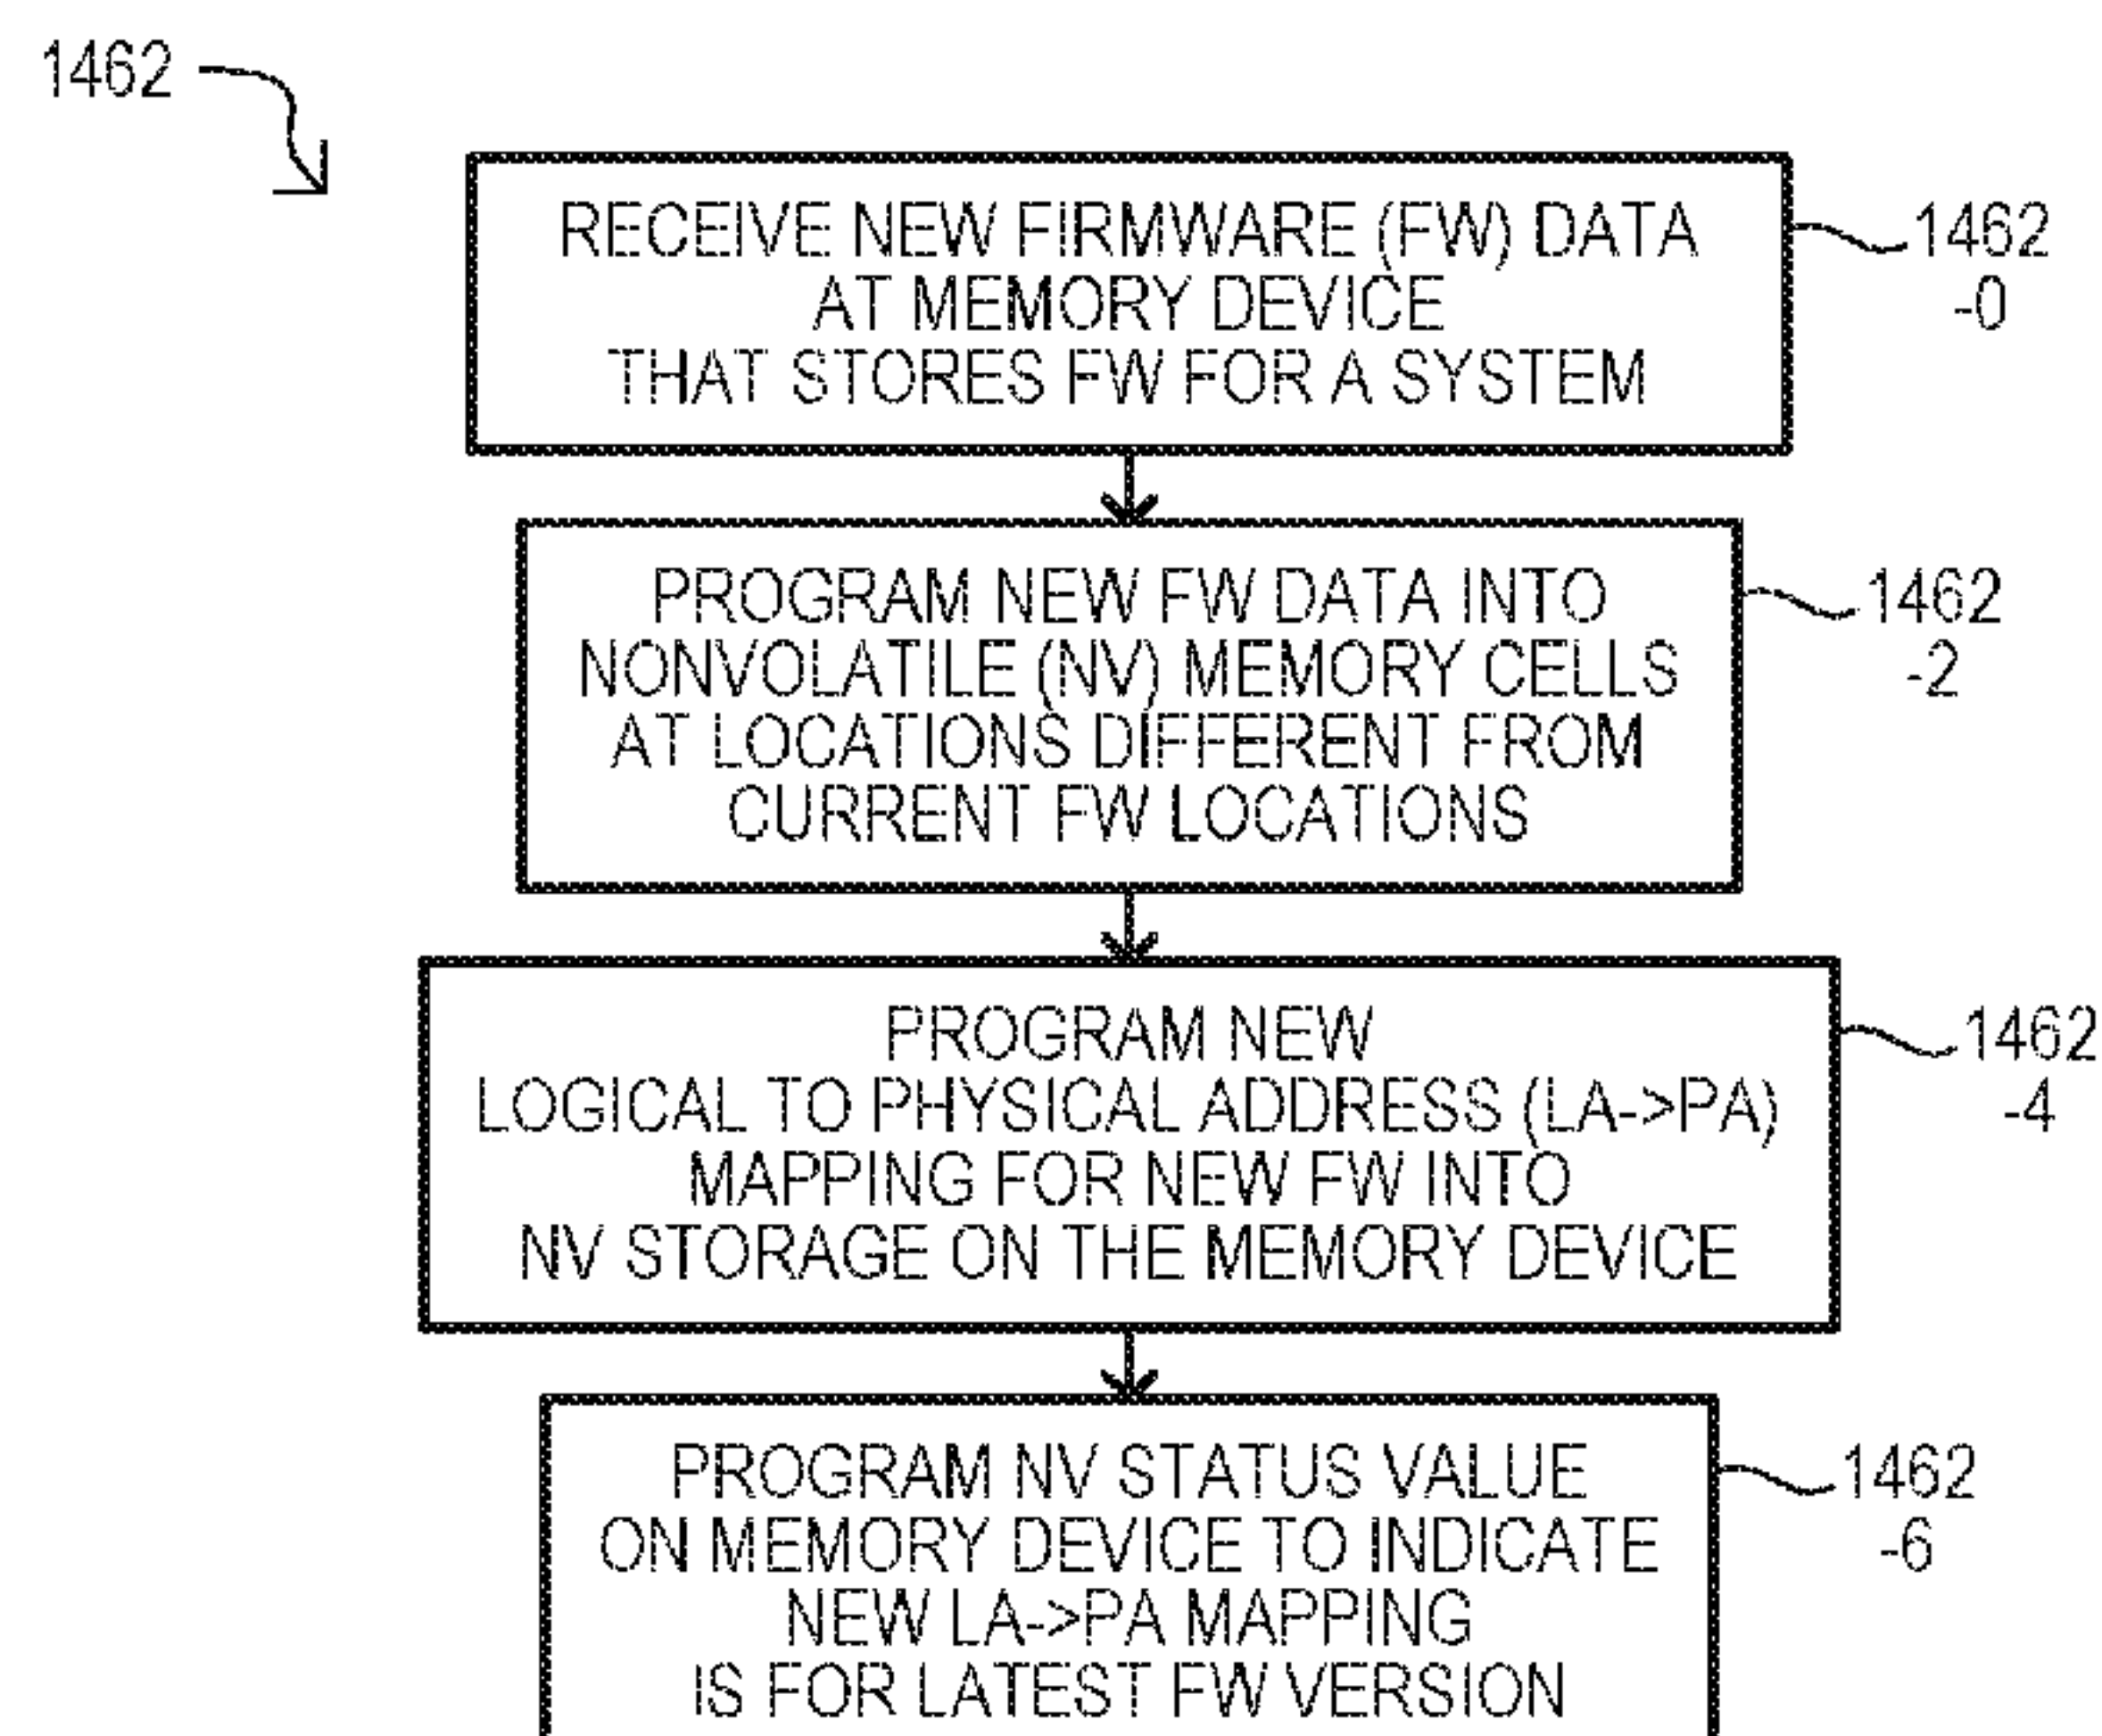 1462
RECEIVE NEW FIRMWARE (FW) DATA
AT MEMORY DEVICE
THAT STORES FW FOR A SYSTEM
1462
-0
PROGRAM NEW FW DATA INTO
NONVOLATILE (NV) MEMORY CELLS
AT LOCATIONS DIFFERENT FROM
CURRENT FW LOCATIONS
1462
-2
PROGRAM NEW
LOGICAL TO PHYSICAL ADDRESS (LA->PA)
MAPPING FOR NEW FW INTO
NV STORAGE ON THE MEMORY DEVICE
1462
-4
PROGRAM NV STATUS VALUE
ON MEMORY DEVICE TO INDICATE
NEW LA->PA MAPPING
IS FOR LATEST FW VERSION
1462
-6